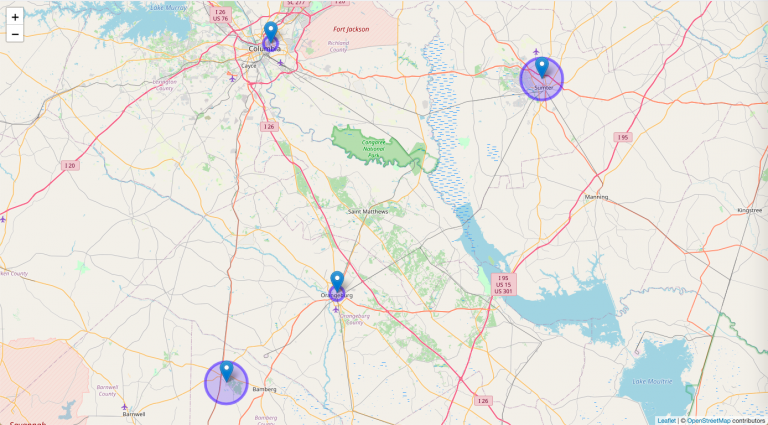 Lake Murray
I 26
US 76
SC 277
I 20
+
−
Fort Jackson
Richland
County
Columbia
Cayce
Lexington
County
Sumter
I 26
I 95
I 20
Congaree
National
Park
Manning
Saint Matthews
Kingstree
ken County
I 95
US 15
US 301
Orangeburg
Orangeburg
County
Lake Moultrie
Barnwell
County
Bamberg
I 26
Barnwell
Bamberg
County
Savannah
Leaflet | © OpenStreetMap contributors